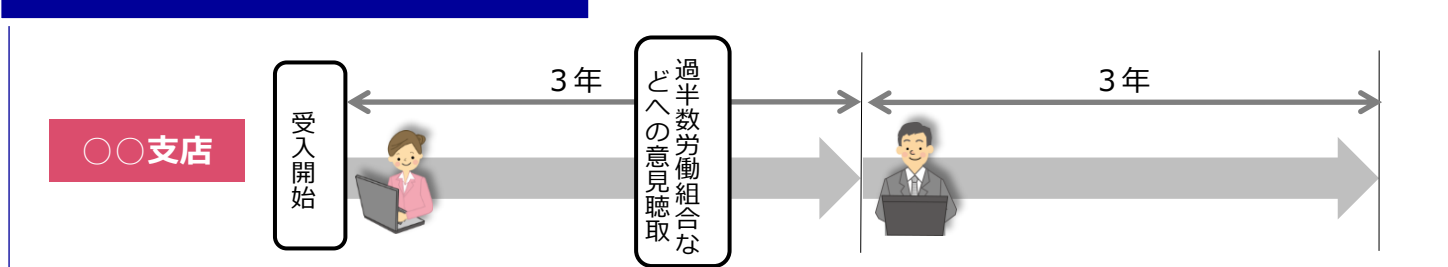 ○○支店
受入開始
3年
過半数労働組合な
どへの意見聴取
3年